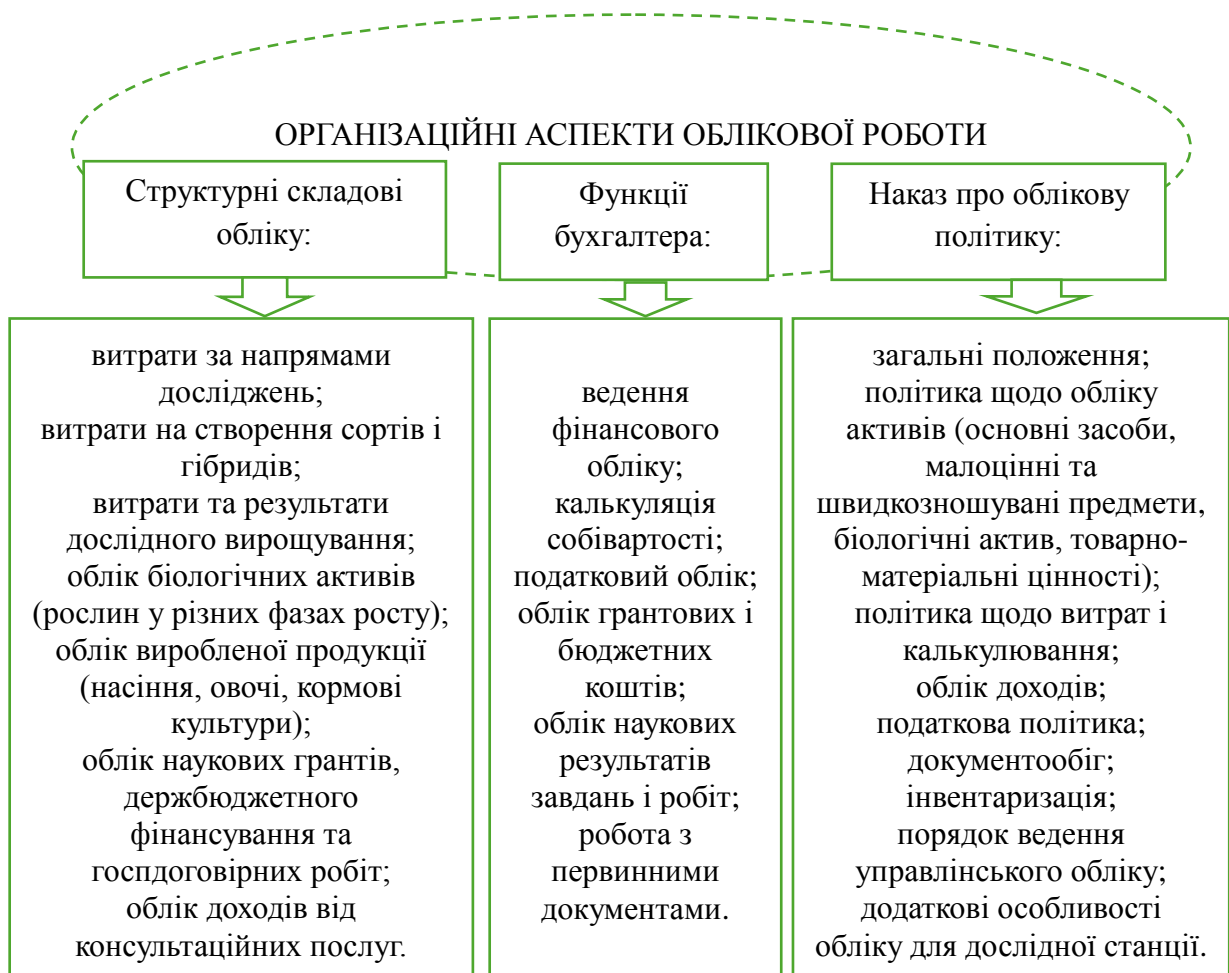 ОРГАНІЗАЦІЙНІ АСПЕКТИ ОБЛІКОВОЇ РОБОТИ
Структурні складові
обліку:
витрати за напрямами
досліджень;
витрати на створення сортів і
гібридів;
витрати та результати
дослідного вирощування;
облік біологічних активів
(рослин у різних фазах росту);
облік виробленої продукції
(насіння, овочі, кормові
культури);
облік наукових грантів,
держбюджетного
фінансування та
госпдоговірних робіт;
облік доходів від
консультаційних послуг.
Функції
бухгалтера:
ведення
фінансового
обліку;
калькуляція
собівартості;
податковий облік;
облік грантових і
бюджетних
коштів;
облік наукових
результатів
завдань і робіт;
робота з
первинними
документами.
Наказ про облікову
політику:
загальні положення;
політика щодо обліку
активів (основні засоби,
малоцінні та
швидкозношувані предмети,
біологічні актив, товарно-
матеріальні цінності);
політика щодо витрат і
калькулювання;
облік доходів;
податкова політика;
документообіг;
інвентаризація;
порядок ведення
управлінського обліку;
додаткові особливості
обліку для дослідної станції.